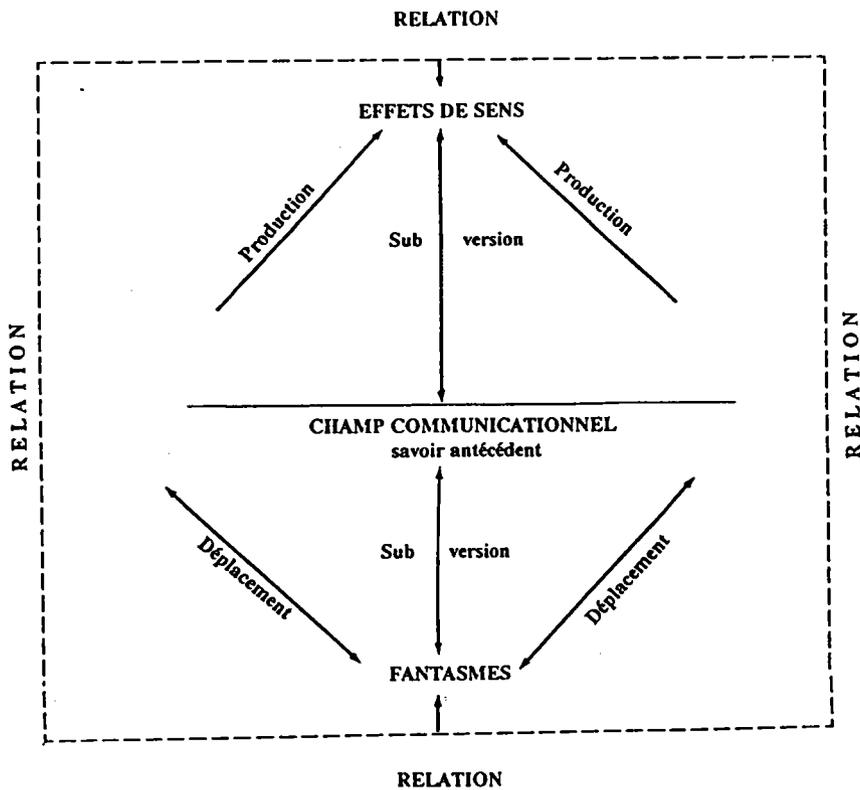 RELATION
EFFETS DE SENS
Production
Production
Sub version
RELATION
RELATION
CHAMP COMMUNICATIONNEL
savoir antécédent
Sub version
Déplacement
Déplacement
FANTASMES
RELATION